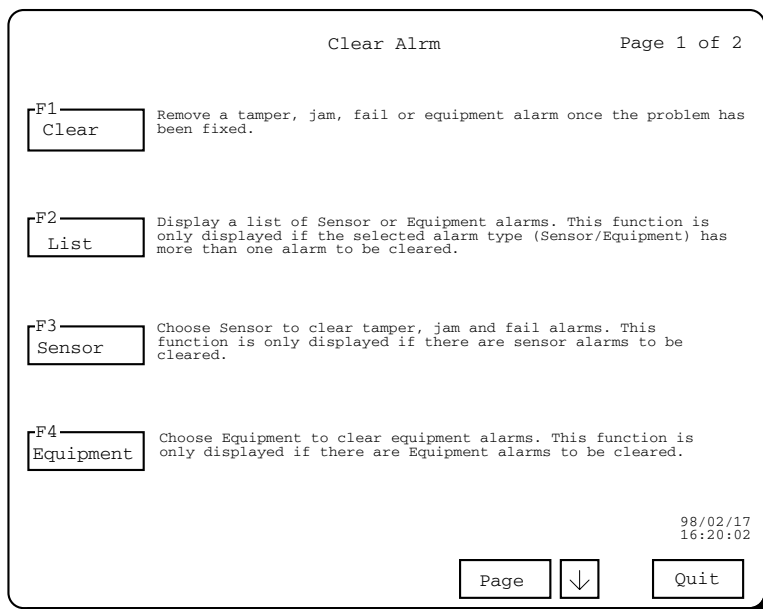 Clear Alrm
Page 1 of 2
F1
Clear
Remove a tamper, jam, fail or equipment alarm once the problem has
been fixed.
F2
List
Display a list of Sensor or Equipment alarms. This function is
only displayed if the selected alarm type (Sensor/Equipment) has
more than one alarm to be cleared.
F3
Sensor
Choose Sensor to clear tamper, jam and fail alarms. This
function is only displayed if there are sensor alarms to be
cleared.
F4
Equipment
Choose Equipment to clear equipment alarms. This function is
only displayed if there are Equipment alarms to be cleared.
98/02/17
16:20:02
Page
Quit